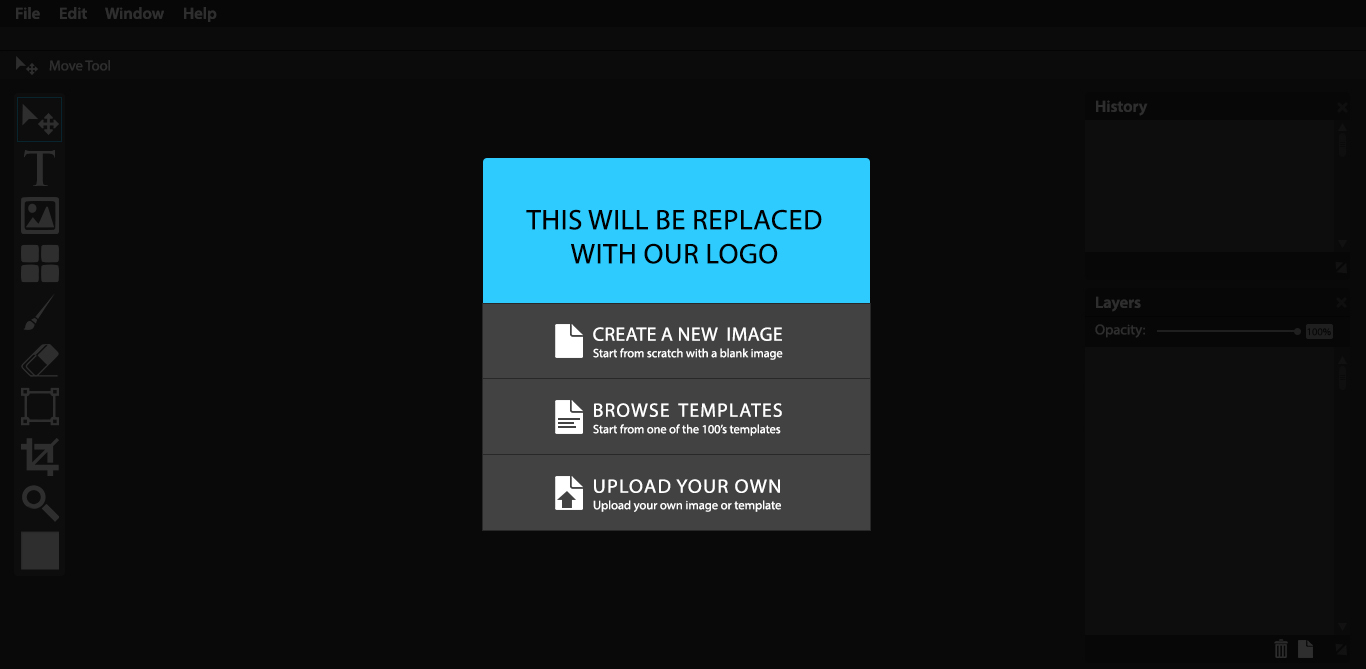 File Edit Window Help
Move Tool
T
History
THIS WILL BE REPLACED
WITH OUR LOGO
Layers
Opacity: 100%
CREATE A NEW IMAGE
Start from scratch with a blank image
BROWSE TEMPLATES
Start from one of the 100's templates
UPLOAD YOUR OWN
Upload your own image or template